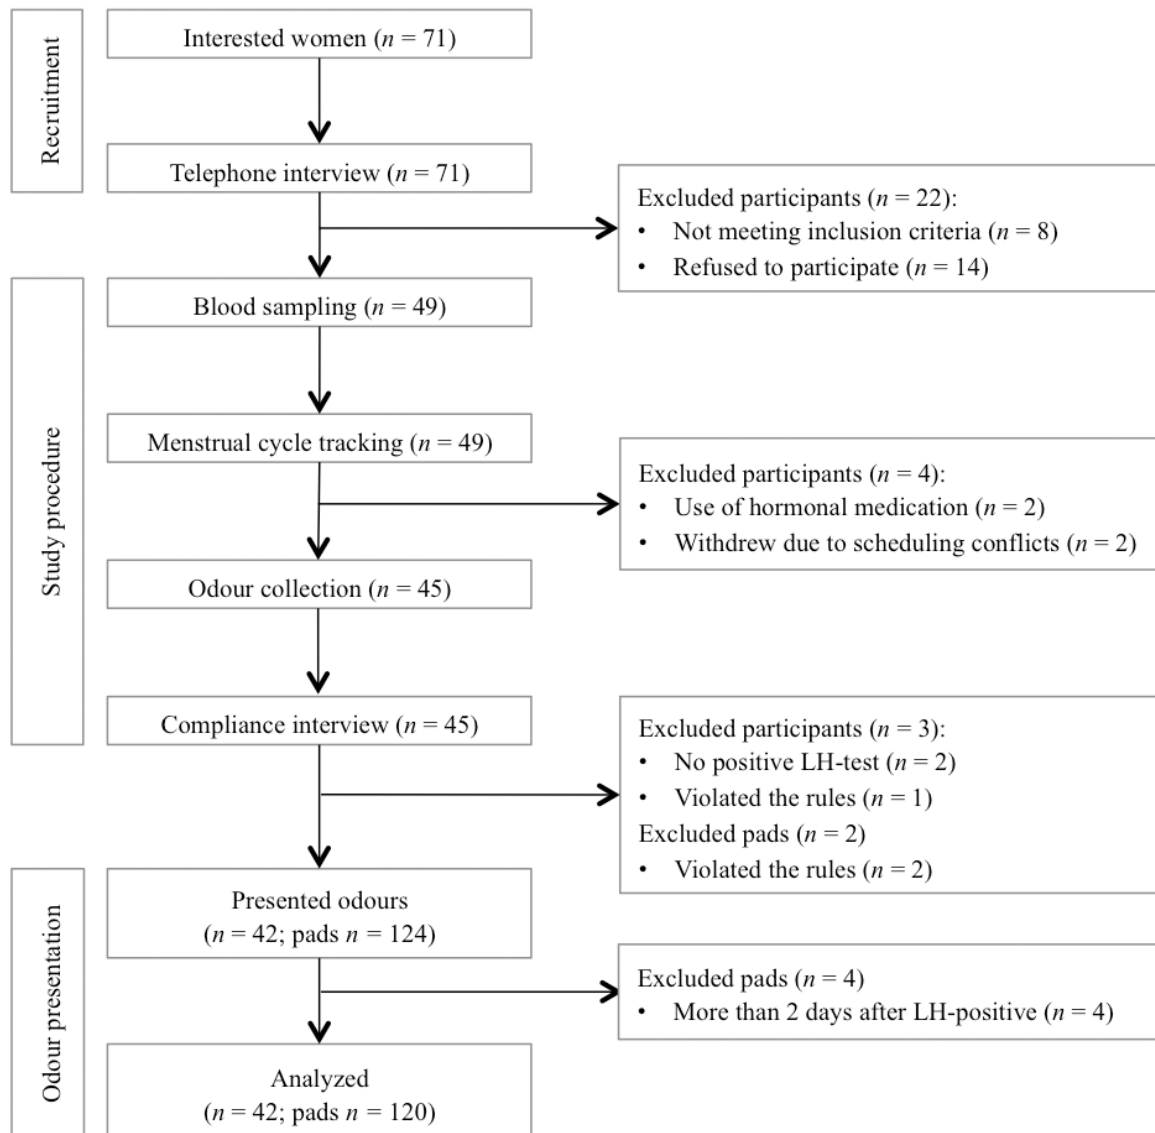 Recruitment
Interested women (n = 71)
Telephone interview (n = 71)
Excluded participants (n = 22):
• Not meeting inclusion criteria (n = 8)
• Refused to participate (n = 14)
Study procedure
Blood sampling (n = 49)
Menstrual cycle tracking (n = 49)
Excluded participants (n = 4):
• Use of hormonal medication (n = 2)
• Withdrew due to scheduling conflicts (n = 2)
Odour collection (n = 45)
Compliance interview (n = 45)
Excluded participants (n = 3):
• No positive LH-test (n = 2)
• Violated the rules (n = 1)
Excluded pads (n = 2)
• Violated the rules (n = 2)
Odour presentation
Presented odours
(n = 42; pads n = 124)
Excluded pads (n = 4)
• More than 2 days after LH-positive (n = 4)
Analyzed
(n = 42; pads n = 120)